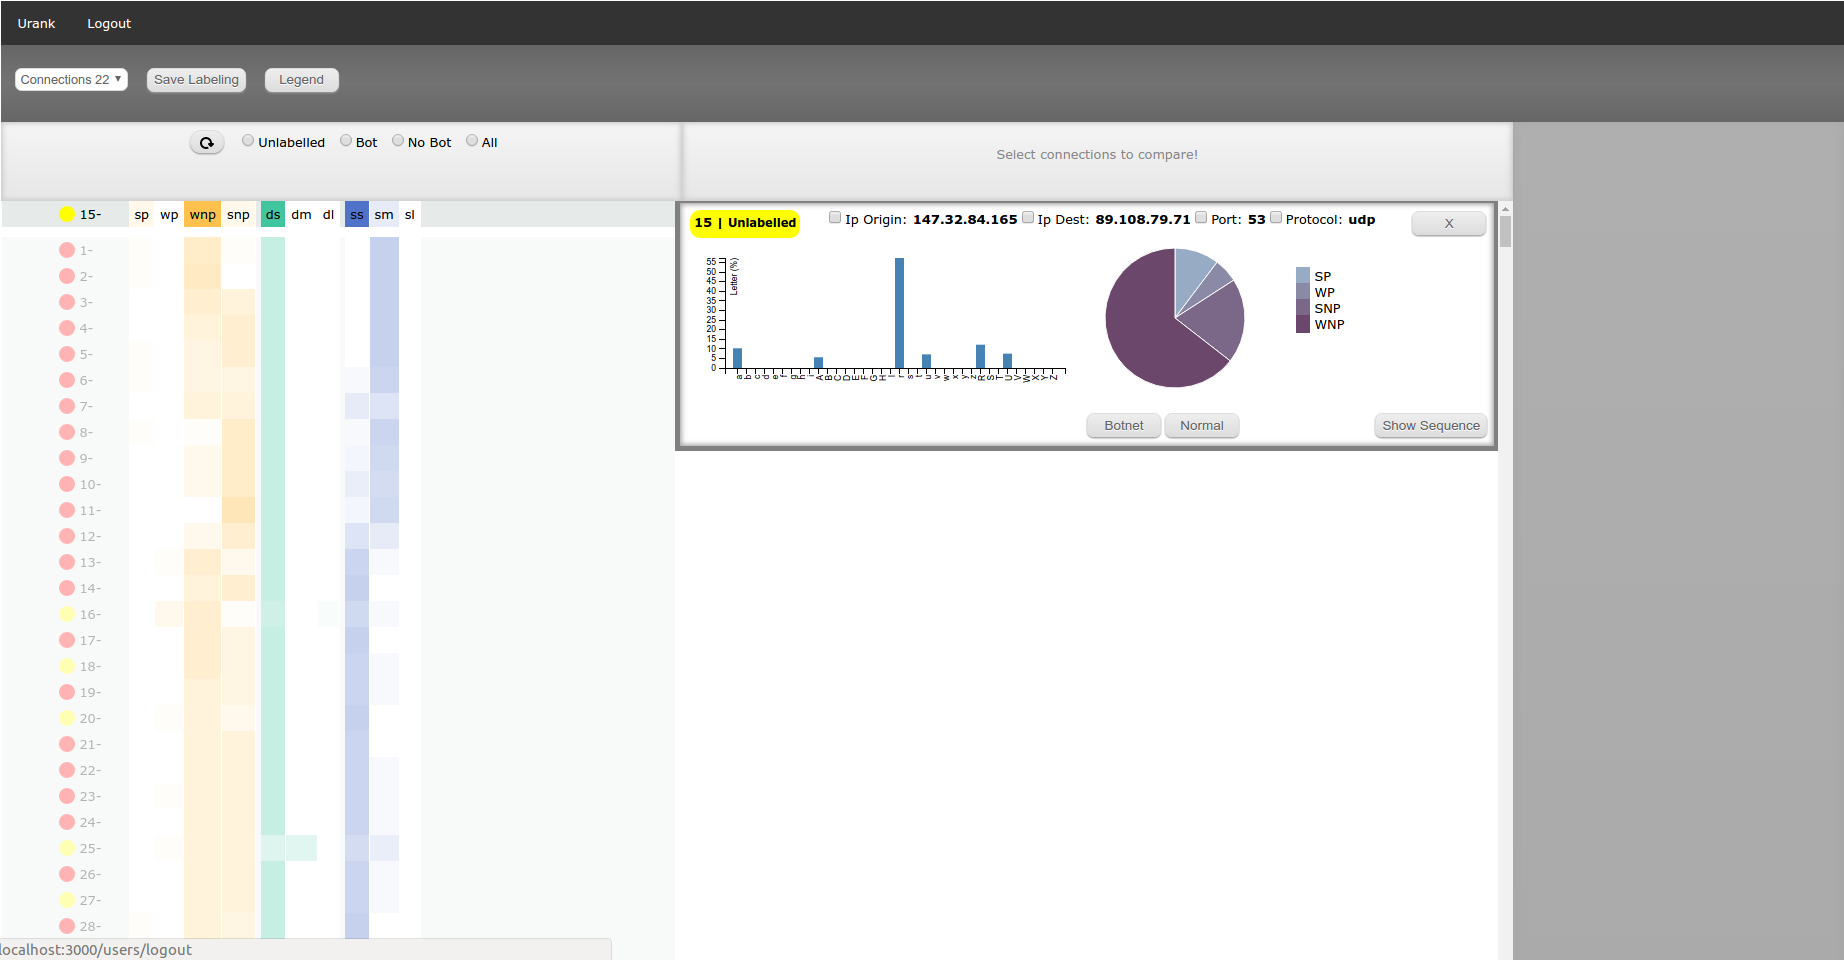 Urank Logout
Connections 22 Save Labeling Legend
Unlabelled Bot No Bot All
Select connections to compare!
15- sp wp wnp snp ds dm dl ss sm sl
1-
2-
3-
4-
5-
6-
7-
8-
9-
10-
11-
12-
13-
14-
16-
17-
18-
19-
20-
21-
22-
23-
24-
25-
26-
27-
28-
15 | Unlabelled Ip Origin: 147.32.84.165 Ip Dest: 89.108.79.71 Port: 53 Protocol: udp X
Letter (%)
55
50
45
40
35
30
25
20
15
10
5
0
a b c d e f g h i A B C D E F G H I r s t u v w x y z R S T U V W X Y Z
SP
WP
SNP
WNP
Botnet Normal Show Sequence
localhost:3000/users/logout